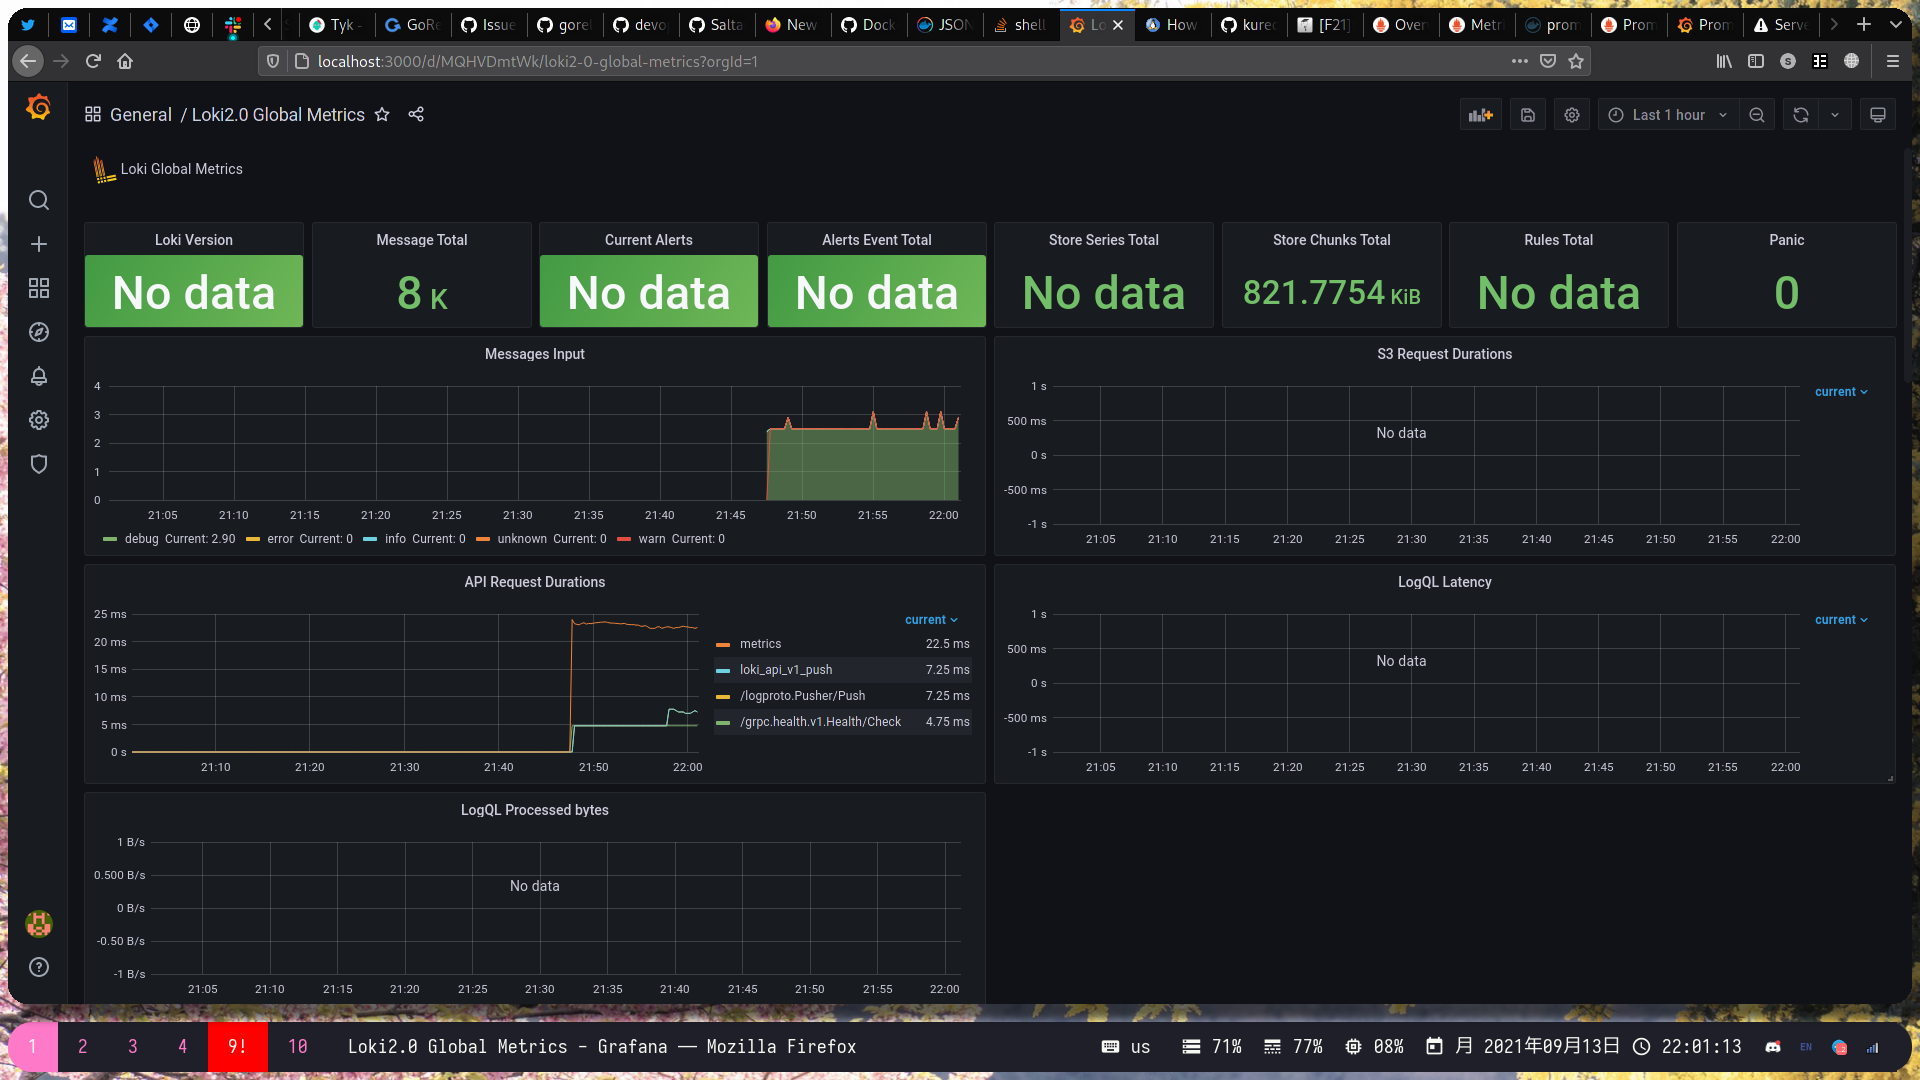 Tyk -
GoRe
Issue
gorel
devop
Salta
New
Dock
JSON
shell
Lo
How
kured
[F21]
Over
Metri
prom
Prom
Prom
Serve
localhost:3000/d/MQHVDmtWk/loki2-0-global-metrics?orgId=1
General / Loki2.0 Global Metrics
Last 1 hour
Loki Global Metrics
Loki Version
No data
Message Total
8 K
Current Alerts
No data
Alerts Event Total
No data
Store Series Total
No data
Store Chunks Total
821.7754 KiB
Rules Total
No data
Panic
0
Messages Input
4
3
2
1
0
21:05 21:10 21:15 21:20 21:25 21:30 21:35 21:40 21:45 21:50 21:55 22:00
debug Current: 2.90 error Current: 0 info Current: 0 unknown Current: 0 warn Current: 0
S3 Request Durations
current
1 s
500 ms
0 s
-500 ms
-1 s
No data
21:05 21:10 21:15 21:20 21:25 21:30 21:35 21:40 21:45 21:50 21:55 22:00
API Request Durations
25 ms
20 ms
15 ms
10 ms
5 ms
0 s
21:10 21:20 21:30 21:40 21:50 22:00
current
metrics 22.5 ms
loki_api_v1_push 7.25 ms
/logproto.Pusher/Push 7.25 ms
/grpc.health.v1.Health/Check 4.75 ms
LogQL Latency
current
1 s
500 ms
0 s
-500 ms
-1 s
No data
21:05 21:10 21:15 21:20 21:25 21:30 21:35 21:40 21:45 21:50 21:55 22:00
LogQL Processed bytes
1 B/s
0.500 B/s
0 B/s
-0.50 B/s
-1 B/s
No data
21:05 21:10 21:15 21:20 21:25 21:30 21:35 21:40 21:45 21:50 21:55 22:00
1 2 3 4 9! 10 Loki2.0 Global Metrics - Grafana — Mozilla Firefox us 71% 77% 08% 月 2021年09月13日 22:01:13 EN